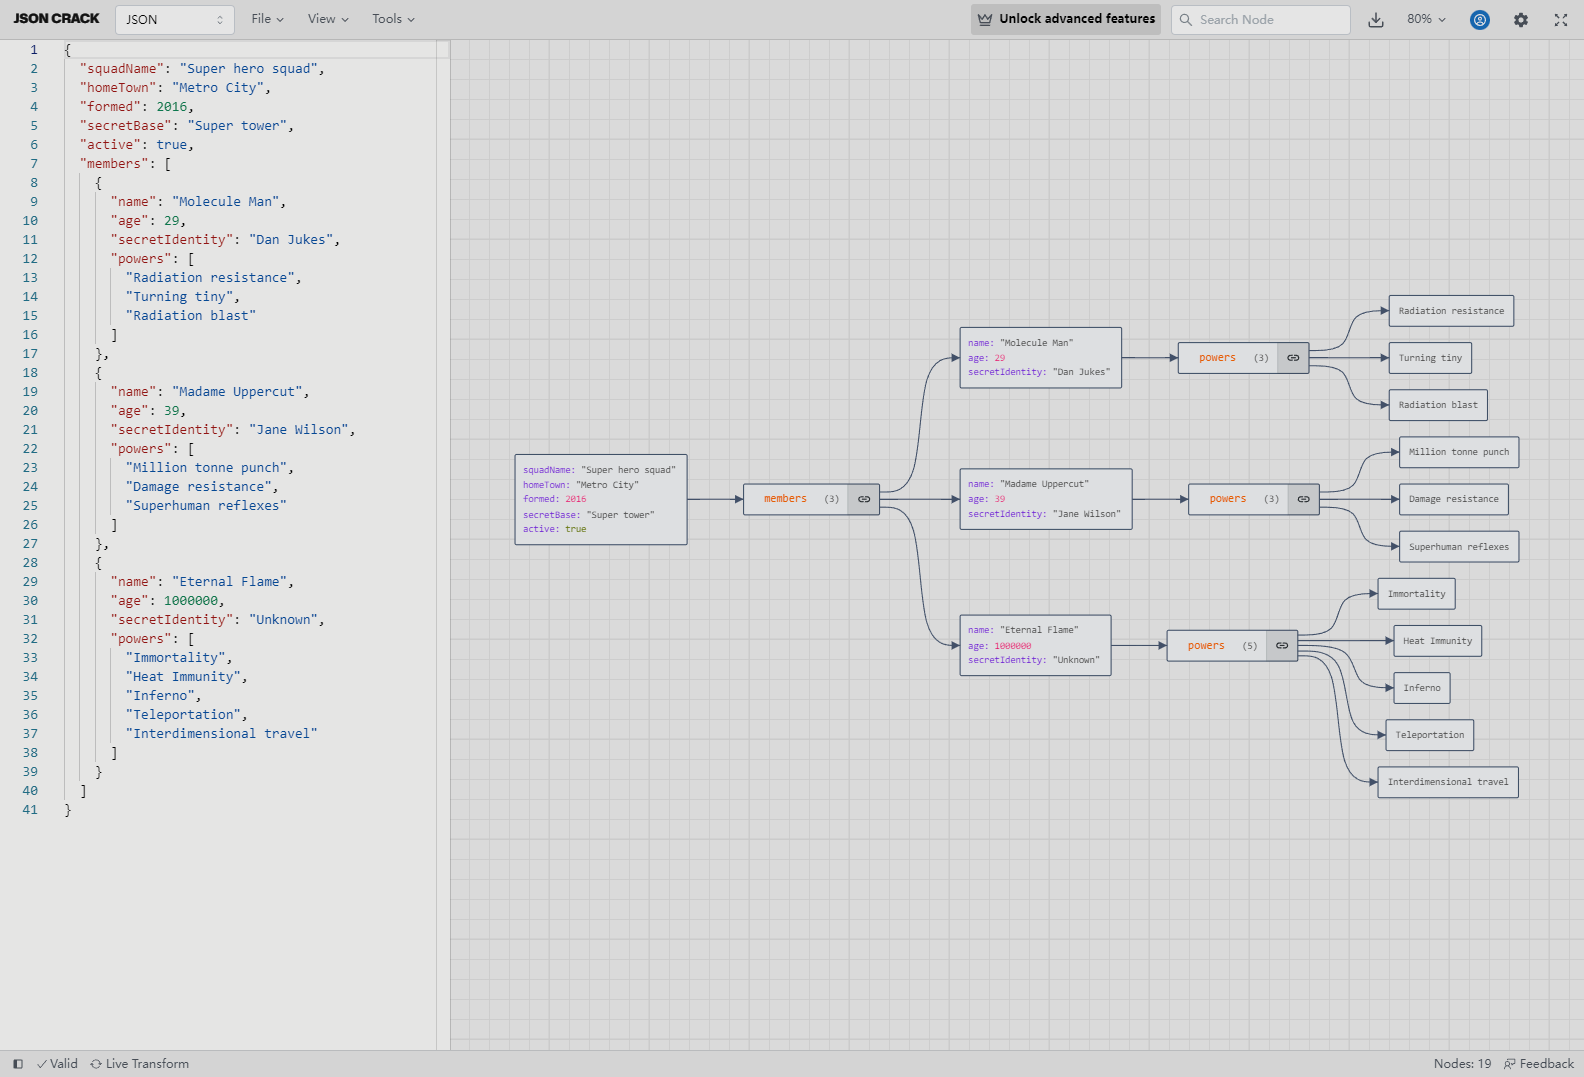 JSON CRACK
JSON
File
View
Tools
Unlock advanced features
Search Node
80%
1 {
2 "squadName": "Super hero squad",
3 "homeTown": "Metro City",
4 "formed": 2016,
5 "secretBase": "Super tower",
6 "active": true,
7 "members": [
8 {
9 "name": "Molecule Man",
10 "age": 29,
11 "secretIdentity": "Dan Jukes",
12 "powers": [
13 "Radiation resistance",
14 "Turning tiny",
15 "Radiation blast"
16 ]
17 },
18 {
19 "name": "Madame Uppercut",
20 "age": 39,
21 "secretIdentity": "Jane Wilson",
22 "powers": [
23 "Million tonne punch",
24 "Damage resistance",
25 "Superhuman reflexes"
26 ]
27 },
28 {
29 "name": "Eternal Flame",
30 "age": 1000000,
31 "secretIdentity": "Unknown",
32 "powers": [
33 "Immortality",
34 "Heat Immunity",
35 "Inferno",
36 "Teleportation",
37 "Interdimensional travel"
38 ]
39 }
40 ]
41 }
squadName: "Super hero squad"
homeTown: "Metro City"
formed: 2016
secretBase: "Super tower"
active: true
members (3)
name: "Molecule Man"
age: 29
secretIdentity: "Dan Jukes"
powers (3)
Radiation resistance
Turning tiny
Radiation blast
name: "Madame Uppercut"
age: 39
secretIdentity: "Jane Wilson"
powers (3)
Million tonne punch
Damage resistance
Superhuman reflexes
name: "Eternal Flame"
age: 1000000
secretIdentity: "Unknown"
powers (5)
Immortality
Heat Immunity
Inferno
Teleportation
Interdimensional travel
Valid
Live Transform
Nodes: 19
Feedback